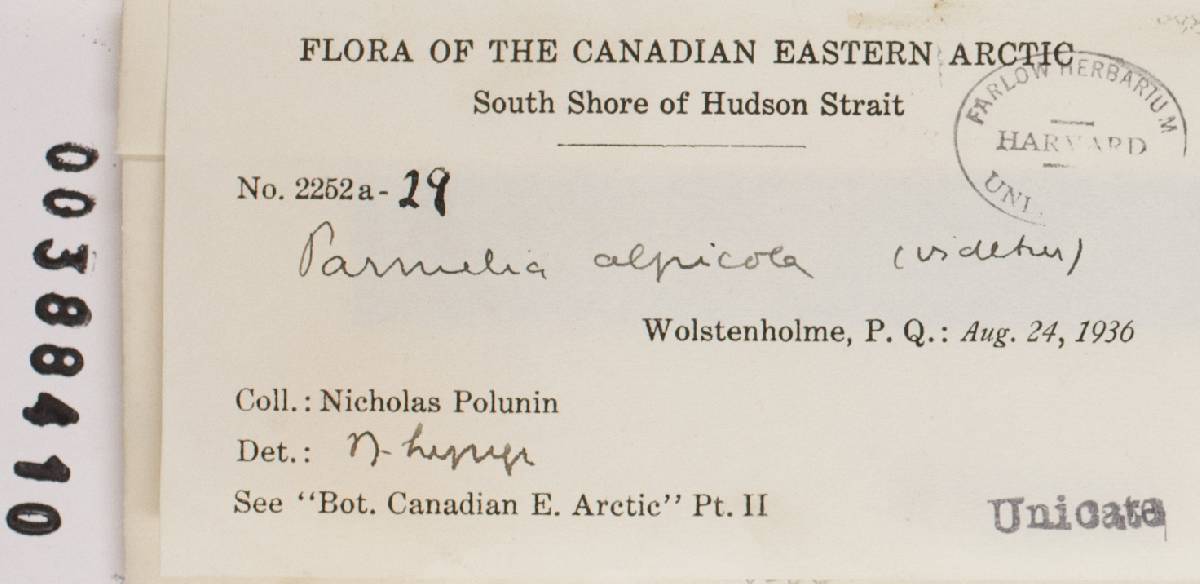 00388410
FLORA OF THE CANADIAN EASTERN ARCTIC
South Shore of Hudson Strait
FARLOW HERBARIUM
HARVARD
UNI.
No. 2252a-29
Parmelia alpicola (videtur)
Wolstenholme, P. Q.: Aug. 24, 1936
Coll.: Nicholas Polunin
Det.:
See "Bot. Canadian E. Arctic" Pt. II
Unicate